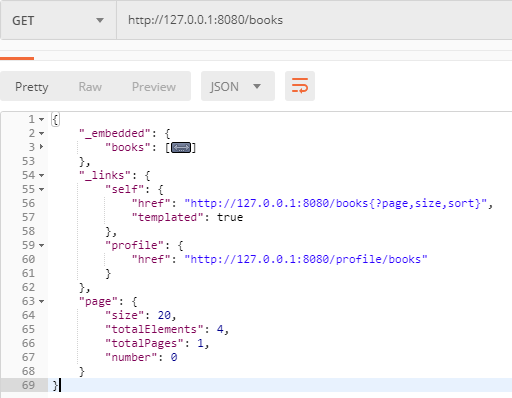 GET http://127.0.0.1:8080/books
Pretty Raw Preview JSON
1 {
2 "_embedded": {
3 "books": [ ]
53 },
54 "_links": {
55 "self": {
56 "href": "http://127.0.0.1:8080/books{?page,size,sort}",
57 "templated": true
58 },
59 "profile": {
60 "href": "http://127.0.0.1:8080/profile/books"
61 }
62 },
63 "page": {
64 "size": 20,
65 "totalElements": 4,
66 "totalPages": 1,
67 "number": 0
68 }
69 }